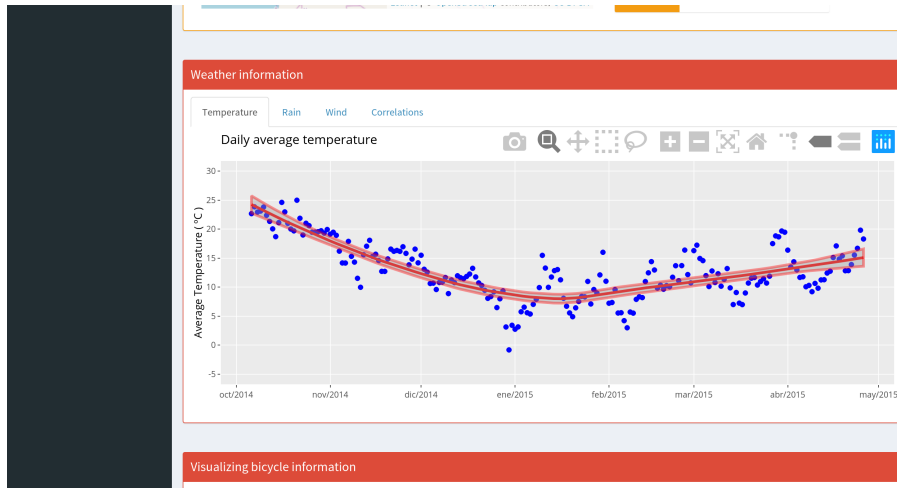 Weather information
Temperature Rain Wind Correlations
Daily average temperature
30
25
20
15
10
5
0
-5
Average Temperature ( ºC )
oct/2014 nov/2014 dic/2014 ene/2015 feb/2015 mar/2015 abr/2015 may/2015
Visualizing bicycle information